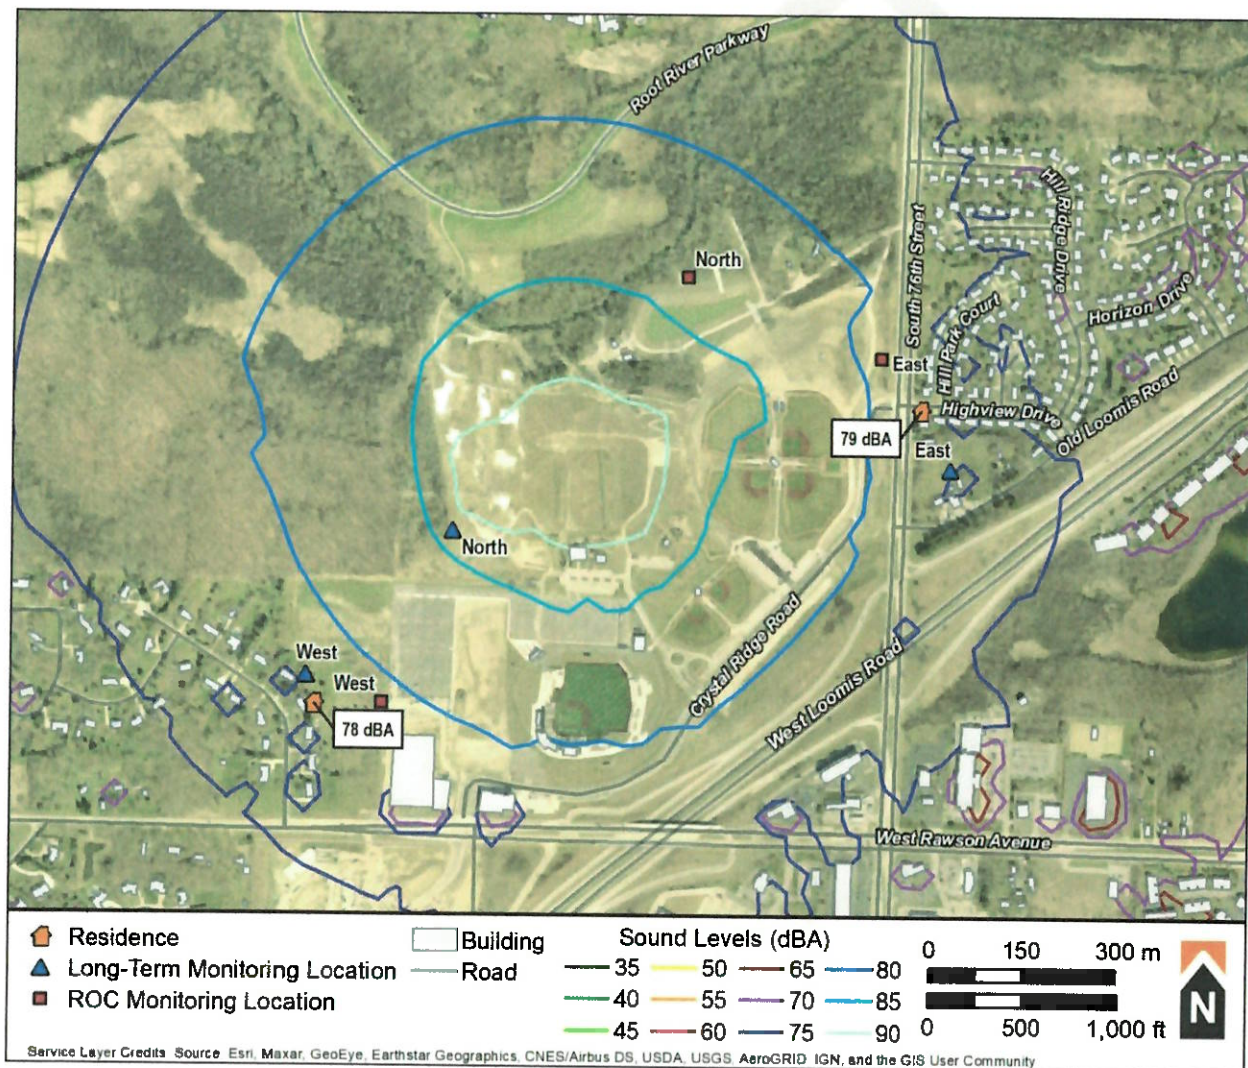 Root River Parkway
North
South 76th Street
Hill Ridge Drive
Horizon Drive
Hill Park Court
East
Highview Drive
Old Loomis Road
79 dBA
East
North
West
West
78 dBA
Crystal Ridge Road
West Loomis Road
West Rawson Avenue
Residence
Long-Term Monitoring Location
ROC Monitoring Location
Building
Road
Sound Levels (dBA)
35 50 65 80
40 55 70 85
45 60 75 90
0 150 300 m
0 500 1,000 ft
N
Service Layer Credits Source Esri, Maxar, GeoEye, Earthstar Geographics, CNES/Airbus DS, USDA, USGS, AeroGRID IGN, and the GIS User Community